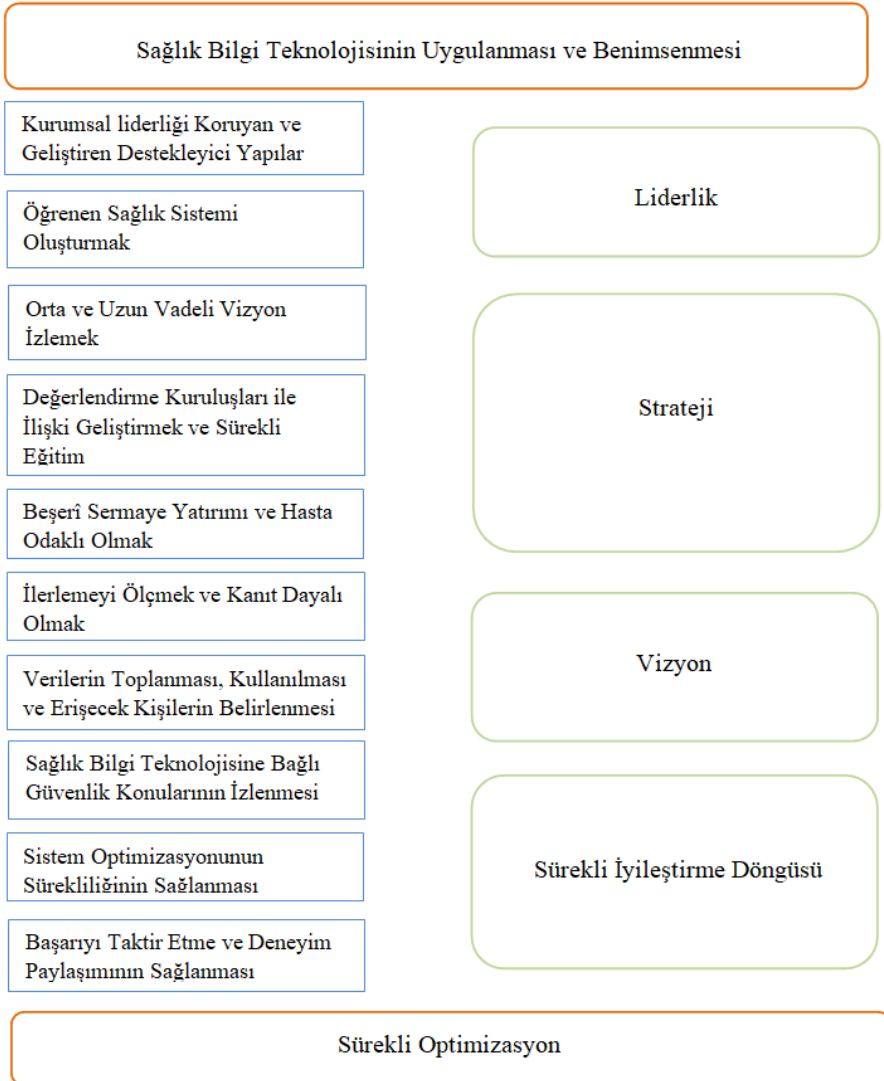 Sağlık Bilgi Teknolojisinin Uygulanması ve Benimsenmesi
Kurumsal liderliği Koruyan ve
Geliştiren Destekleyici Yapılar
Öğrenen Sağlık Sistemi
Oluşturmak
Orta ve Uzun Vadeli Vizyon
İzlemek
Değerlendirme Kuruluşları ile
İlişki Geliştirmek ve Sürekli
Eğitim
Beşerî Sermaye Yatırımı ve Hasta
Odaklı Olmak
İlerlemeyi Ölçmek ve Kanıt Dayalı
Olmak
Verilerin Toplanması, Kullanılması
ve Erişecek Kişilerin Belirlenmesi
Sağlık Bilgi Teknolojisine Bağlı
Güvenlik Konularının İzlenmesi
Sistem Optimizasyonunun
Sürekliliğinin Sağlanması
Başarıyı Taktir Etme ve Deneyim
Paylaşımının Sağlanması
Liderlik
Strateji
Vizyon
Sürekli İyileştirme Döngüsü
Sürekli Optimizasyon